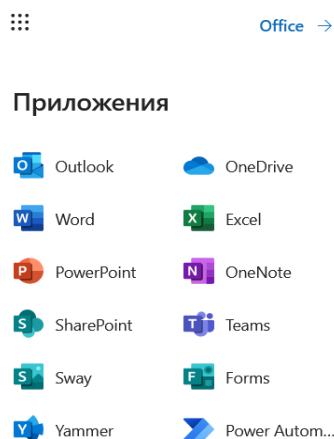 Office →
Приложения
Outlook
OneDrive
Word
Excel
PowerPoint
OneNote
SharePoint
Teams
Sway
Forms
Yammer
Power Autom...